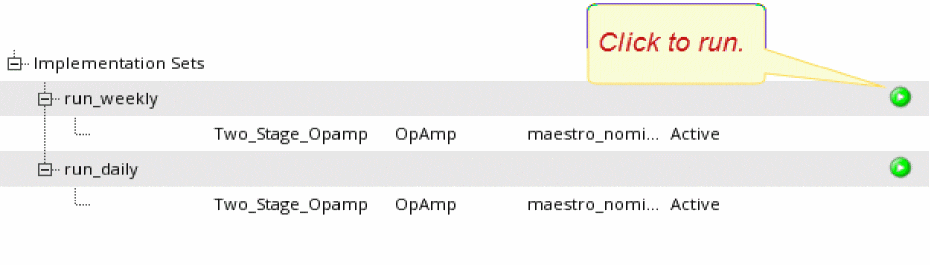 Click to run.
Implementation Sets
run_weekly
Two_Stage_Opamp OpAmp maestro_nomi... Active
run_daily
Two_Stage_Opamp OpAmp maestro_nomi... Active